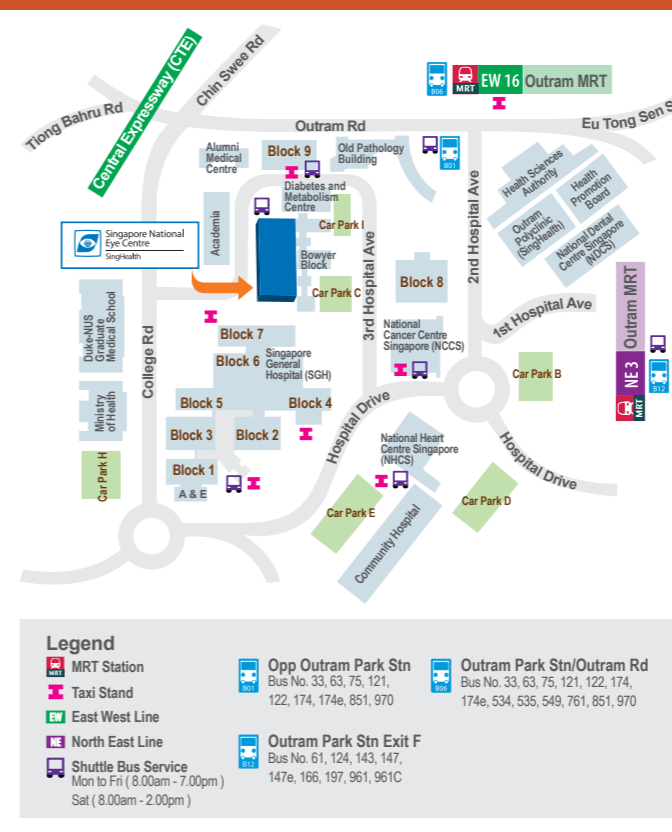 Central Expressway (CTE)
Chin Swee Rd
Tiong Bahru Rd
B06
MRT
EW 16
Outram MRT
Outram Rd
Eu Tong Sen S
Alumni
Medical
Centre
Block 9
Old Pathology
Building
B01
Health Sciences
Authority
Health
Promotion
Board
Outram
Polyclinic
(SingHealth)
National Dental
Centre Singapore
(NDCS)
Diabetes and
Metabolism
Centre
Academia
Car Park I
Singapore National
Eye Centre
SingHealth
Bowyer
Block
Car Park C
3rd Hospital Ave
2nd Hospital Ave
Block 8
1st Hospital Ave
Outram MRT
NE 3
MRT
B12
Duke-NUS
Graduate
Medical School
College Rd
Block 7
Block 6
Singapore
General
Hospital (SGH)
National
Cancer Centre
Singapore (NCCS)
Car Park B
Ministry
of Health
Block 5
Block 4
Block 3
Block 2
Hospital Drive
Hospital Drive
Car Park H
Block 1
A & E
National Heart
Centre Singapore
(NHCS)
Car Park E
Car Park D
Community Hospital
Legend
MRT
MRT Station
Taxi Stand
EW
East West Line
NE
North East Line
Shuttle Bus Service
Mon to Fri ( 8.00am - 7.00pm )
Sat ( 8.00am - 2.00pm )
B01
Opp Outram Park Stn
Bus No. 33, 63, 75, 121,
122, 174, 174e, 851, 970
B12
Outram Park Stn Exit F
Bus No. 61, 124, 143, 147,
147e, 166, 197, 961, 961C
B06
Outram Park Stn/Outram Rd
Bus No. 33, 63, 75, 121, 122, 174,
174e, 534, 535, 549, 761, 851, 970